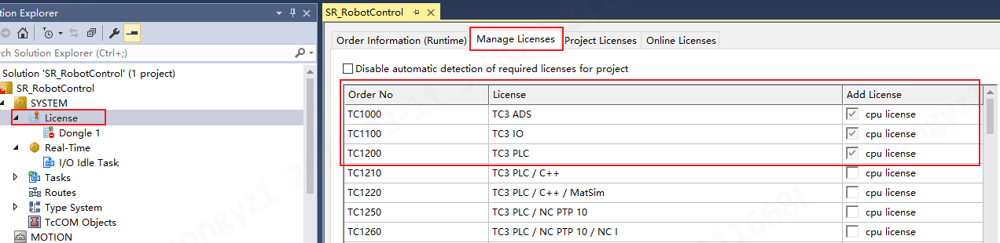 ntion Explorer
ch Solution Explorer (Ctrl+;)
Solution 'SR_RobotControl' (1 project)
SR_RobotControl
SYSTEM
License
Dongle 1
Real-Time
I/O Idle Task
Tasks
Routes
Type System
TcCOM Objects
MOTION
SR_RobotControl
Order Information (Runtime) Manage Licenses Project Licenses Online Licenses
Disable automatic detection of required licenses for project
Order No License Add License
TC1000 TC3 ADS cpu license
TC1100 TC3 IO cpu license
TC1200 TC3 PLC cpu license
TC1210 TC3 PLC / C++ cpu license
TC1220 TC3 PLC / C++ / MatSim cpu license
TC1250 TC3 PLC / NC PTP 10 cpu license
TC1260 TC3 PLC / NC PTP 10 / NC I cpu license